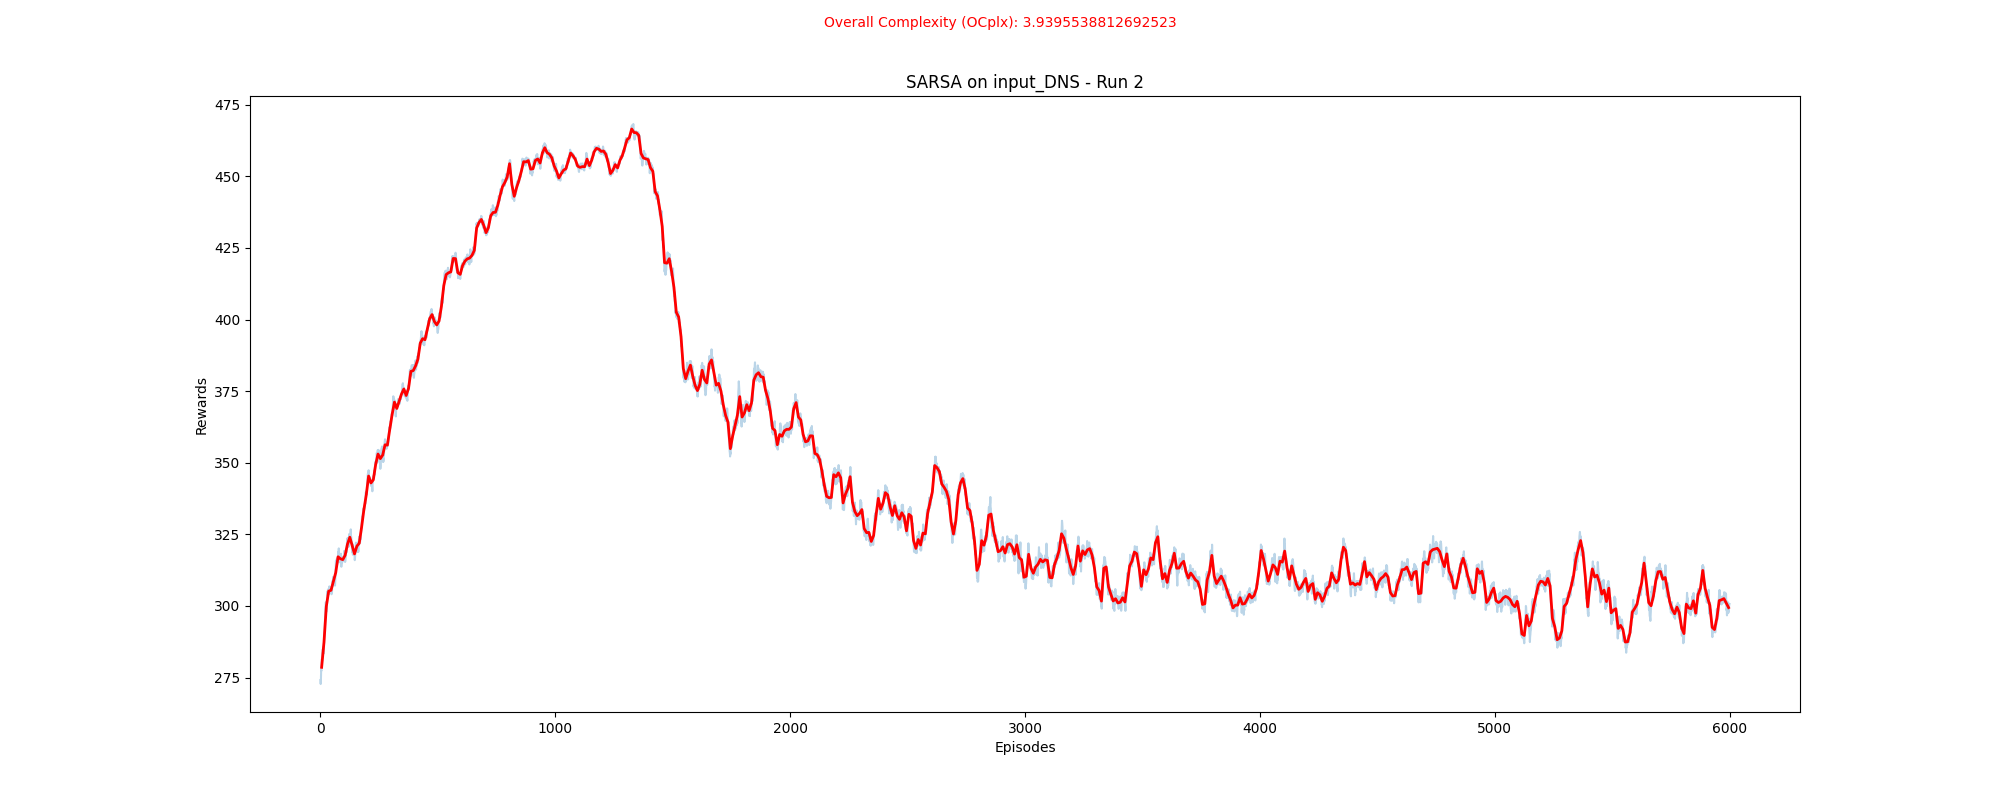 Overall Complexity (OCplx): 3.9395538812692523
SARSA on input_DNS - Run 2
475
450
425
400
375
350
325
300
275
Rewards
0 1000 2000 3000 4000 5000 6000
Episodes